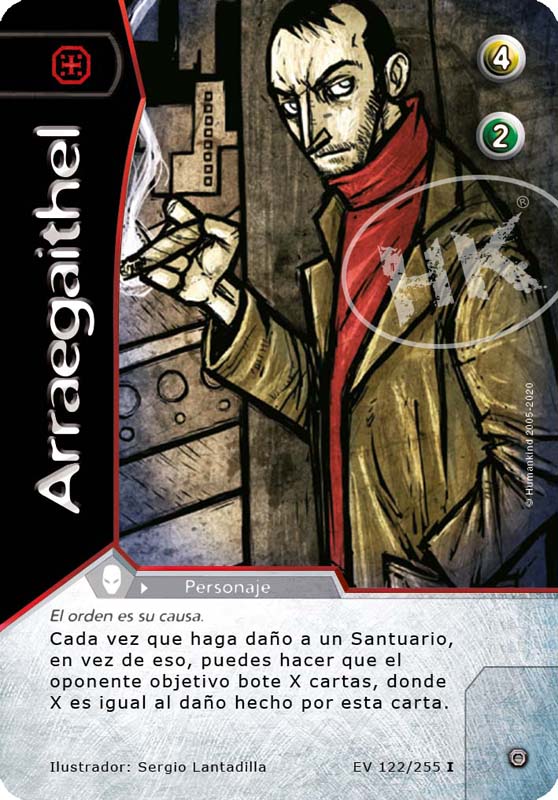 Arraegaithel
4
2
HK®
© Humankind 2005-2020
Personaje
El orden es su causa.
Cada vez que haga daño a un Santuario,
en vez de eso, puedes hacer que el
oponente objetivo bote X cartas, donde
X es igual al daño hecho por esta carta.
Ilustrador: Sergio Lantadilla
EV 122/255 I